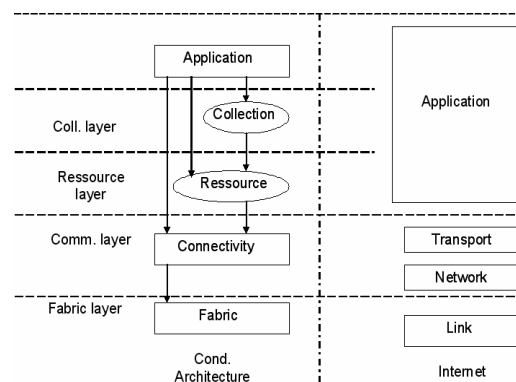 Application
Collection
Coll. layer
Application
Ressource
layer
Ressource
Comm. layer
Connectivity
Transport
Network
Fabric layer
Fabric
Link
Cond.
Architecture
Internet